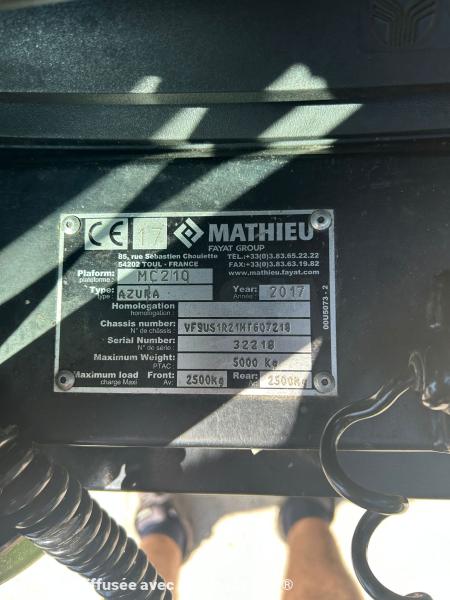 CE 17 MATHIEU
FAYAT GROUP
85, rue Sébastien Choulette TEL.:+33(0)3.83.65.22.22
54202 TOUL - FRANCE FAX:+33(0)3.83.63.19.82
www.mathieu.fayat.com
Plaform: MC210
plateforme :
Type: AZURA Year: 2017
Type: Année :
Homologation
homologation
Chassis number:
N° de châssis :
Serial Number: 32218
N° de série :
Maximum Weight: 5000 Kg
PTAC :
Maximum load Front: 2500Kg Rear: 2500Kg
charge Maxi Av: Ar:
00U5073 - 2
ffusée avec
®